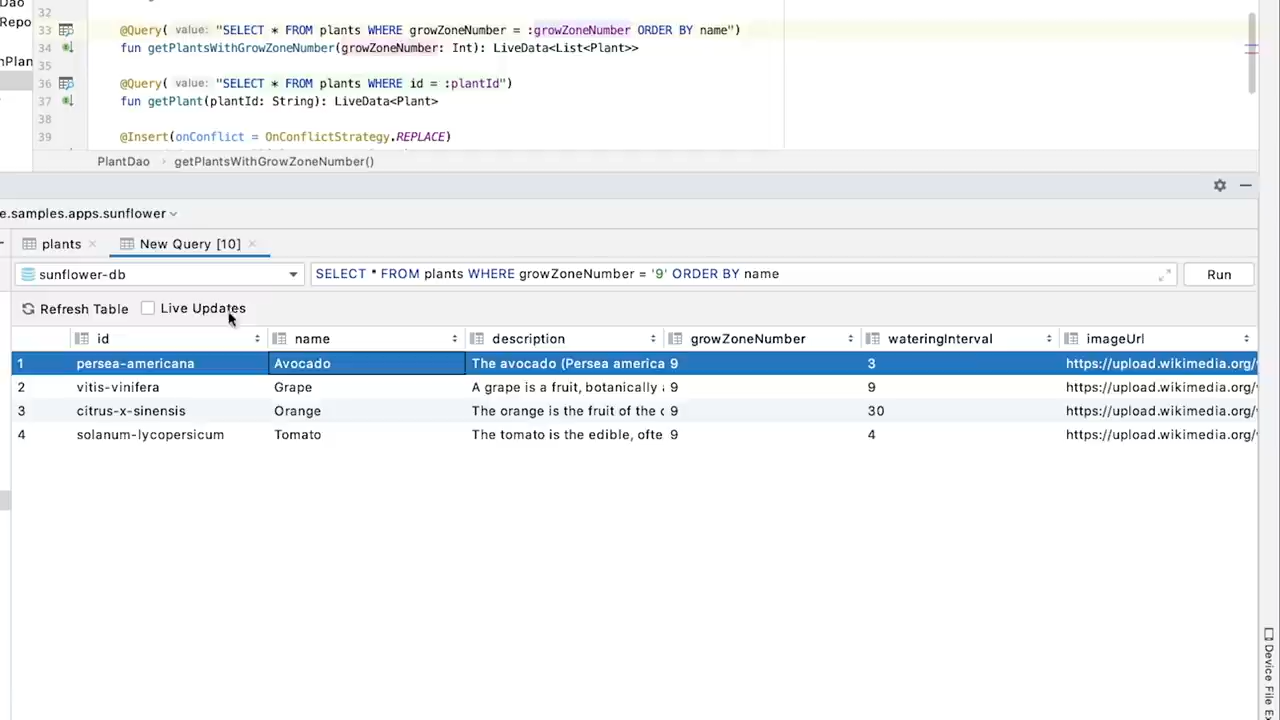 Dao
32
Repo
33 @Query( value: "SELECT * FROM plants WHERE growZoneNumber = :growZoneNumber ORDER BY name")
34 fun getPlantsWithGrowZoneNumber(growZoneNumber: Int): LiveData<List<Plant>>
nPlan
35
36 @Query( value: "SELECT * FROM plants WHERE id = :plantId")
37 fun getPlant(plantId: String): LiveData<Plant>
38
39 @Insert(onConflict = OnConflictStrategy.REPLACE)
PlantDao › getPlantsWithGrowZoneNumber()
e.samples.apps.sunflower
plants × New Query [10] ×
sunflower-db SELECT * FROM plants WHERE growZoneNumber = '9' ORDER BY name Run
Refresh Table Live Updates
id name description growZoneNumber wateringInterval imageUrl
1 persea-americana Avocado The avocado (Persea america 9 3 https://upload.wikimedia.org/
2 vitis-vinifera Grape A grape is a fruit, botanically 9 9 https://upload.wikimedia.org/
3 citrus-x-sinensis Orange The orange is the fruit of the 9 30 https://upload.wikimedia.org/
4 solanum-lycopersicum Tomato The tomato is the edible, ofte 9 4 https://upload.wikimedia.org/
Device File E